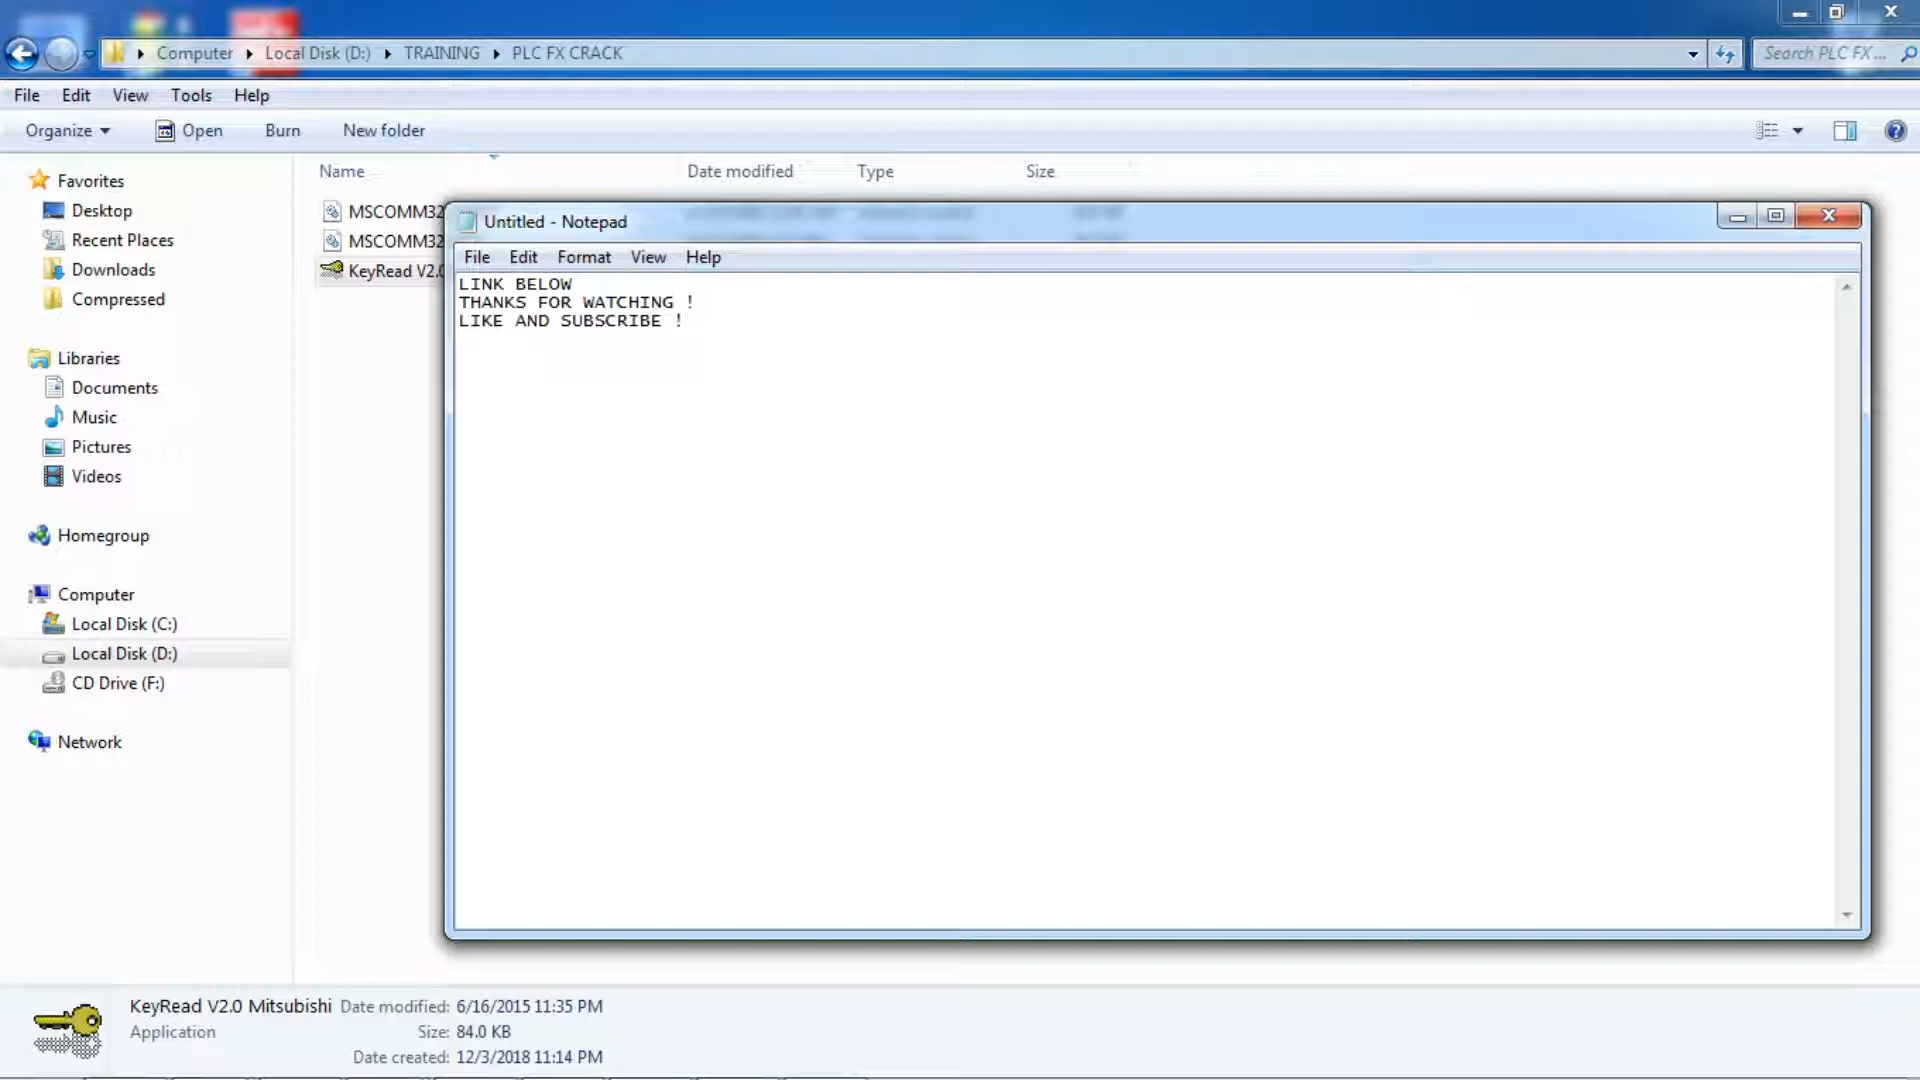 Computer Local Disk (D:) TRAINING PLC FX CRACK
Search PLC FX ...
File Edit View Tools Help
Organize Open Burn New folder
Name Date modified Type Size
Favorites
Desktop
Recent Places
Downloads
Compressed
Libraries
Documents
Music
Pictures
Videos
Homegroup
Computer
Local Disk (C:)
Local Disk (D:)
CD Drive (F:)
Network
MSCOMM32
MSCOMM32
KeyRead V2.0
Untitled - Notepad
File Edit Format View Help
LINK BELOW
THANKS FOR WATCHING !
LIKE AND SUBSCRIBE !
KeyRead V2.0 Mitsubishi Date modified: 6/16/2015 11:35 PM
Application Size: 84.0 KB
Date created: 12/3/2018 11:14 PM